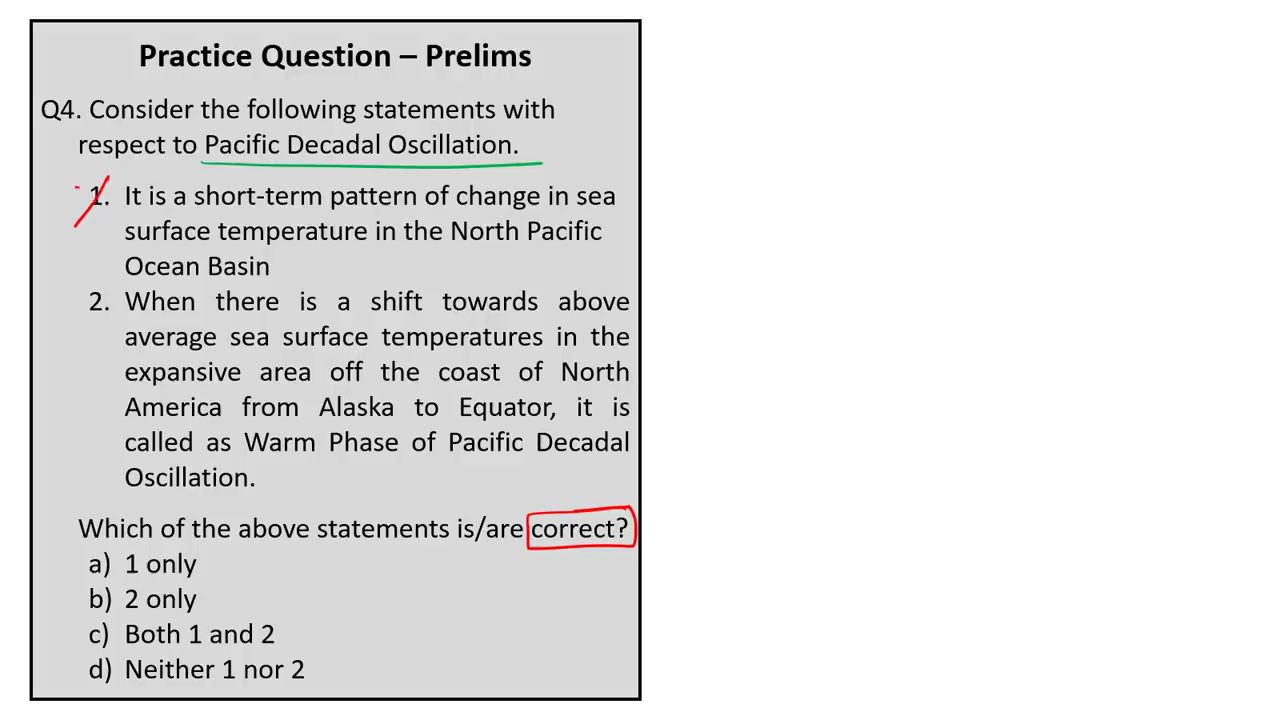 Practice Question – Prelims
Q4. Consider the following statements with
respect to Pacific Decadal Oscillation.
1. It is a short-term pattern of change in sea
surface temperature in the North Pacific
Ocean Basin
2. When there is a shift towards above
average sea surface temperatures in the
expansive area off the coast of North
America from Alaska to Equator, it is
called as Warm Phase of Pacific Decadal
Oscillation.
Which of the above statements is/are correct?
a) 1 only
b) 2 only
c) Both 1 and 2
d) Neither 1 nor 2